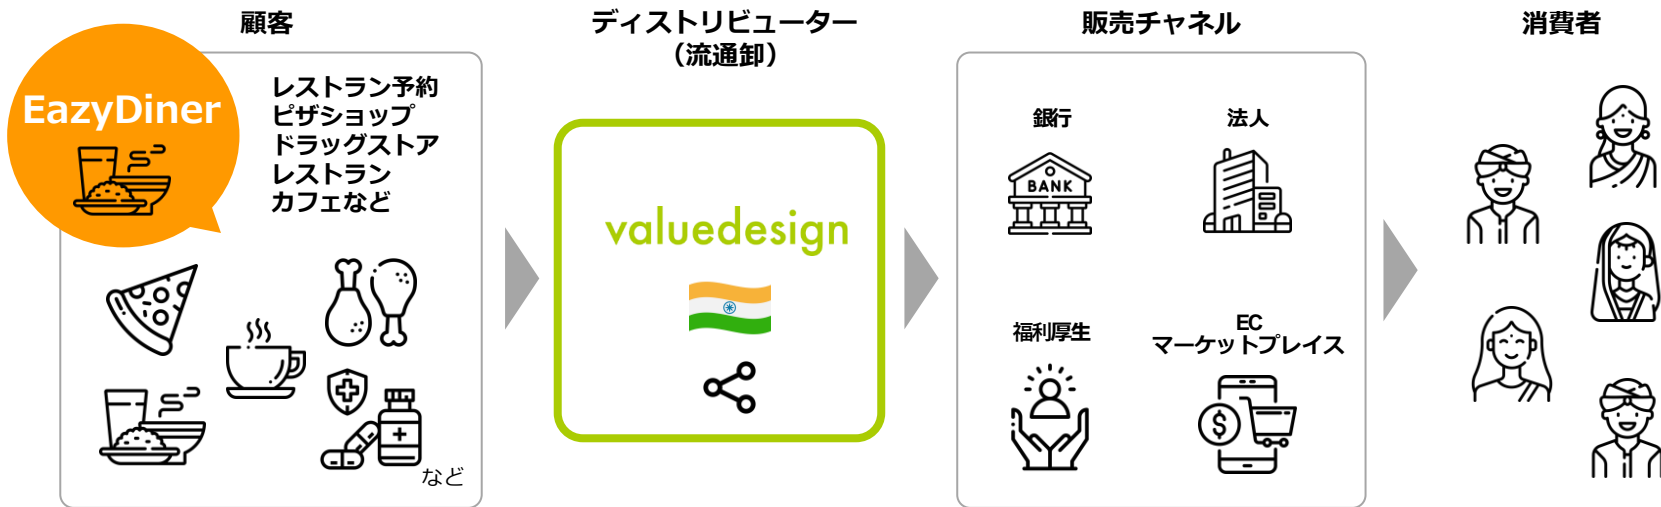 顧客
EazyDiner
レストラン予約
ピザショップ
ドラッグストア
レストラン
カフェなど
など
ディストリビューター
（流通卸）
valuedesign
販売チャネル
銀行
BANK
法人
福利厚生
EC
マーケットプレイス
$
消費者